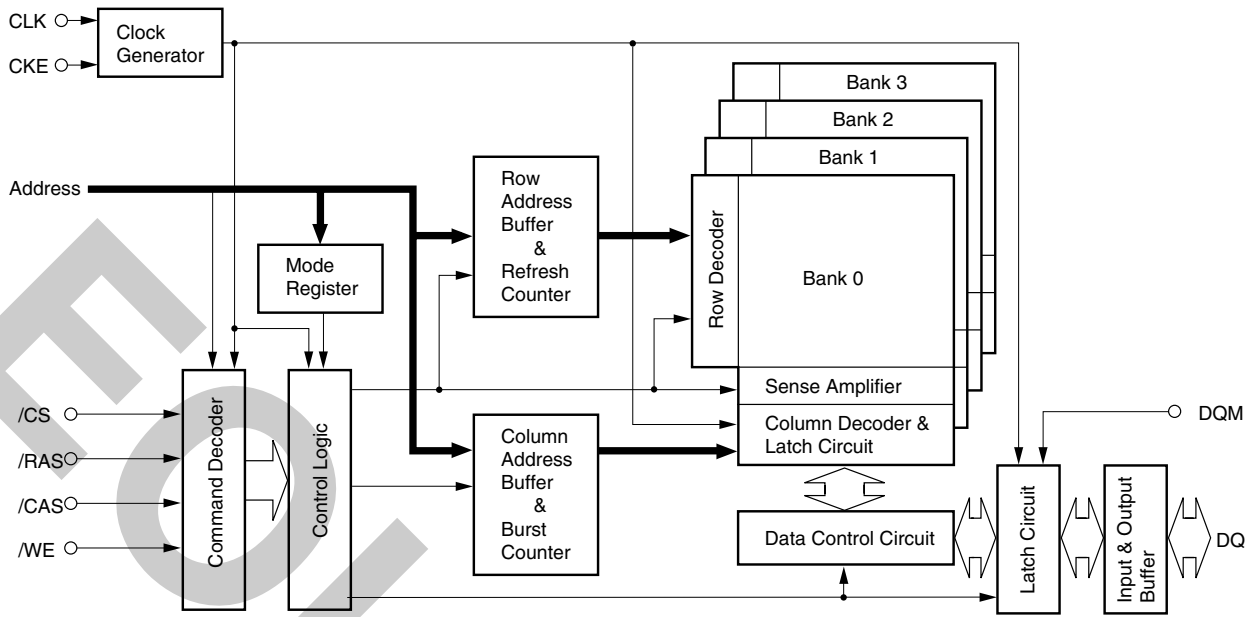 CLK
CKE
Clock
Generator
Address
Mode
Register
Row
Address
Buffer
&
Refresh
Counter
Bank 3
Bank 2
Bank 1
Bank 0
Row Decoder
Sense Amplifier
Column Decoder &
Latch Circuit
/CS
/RAS
/CAS
/WE
Command Decoder
Control Logic
Column
Address
Buffer
&
Burst
Counter
Data Control Circuit
Latch Circuit
Input & Output
Buffer
DQM
DQ